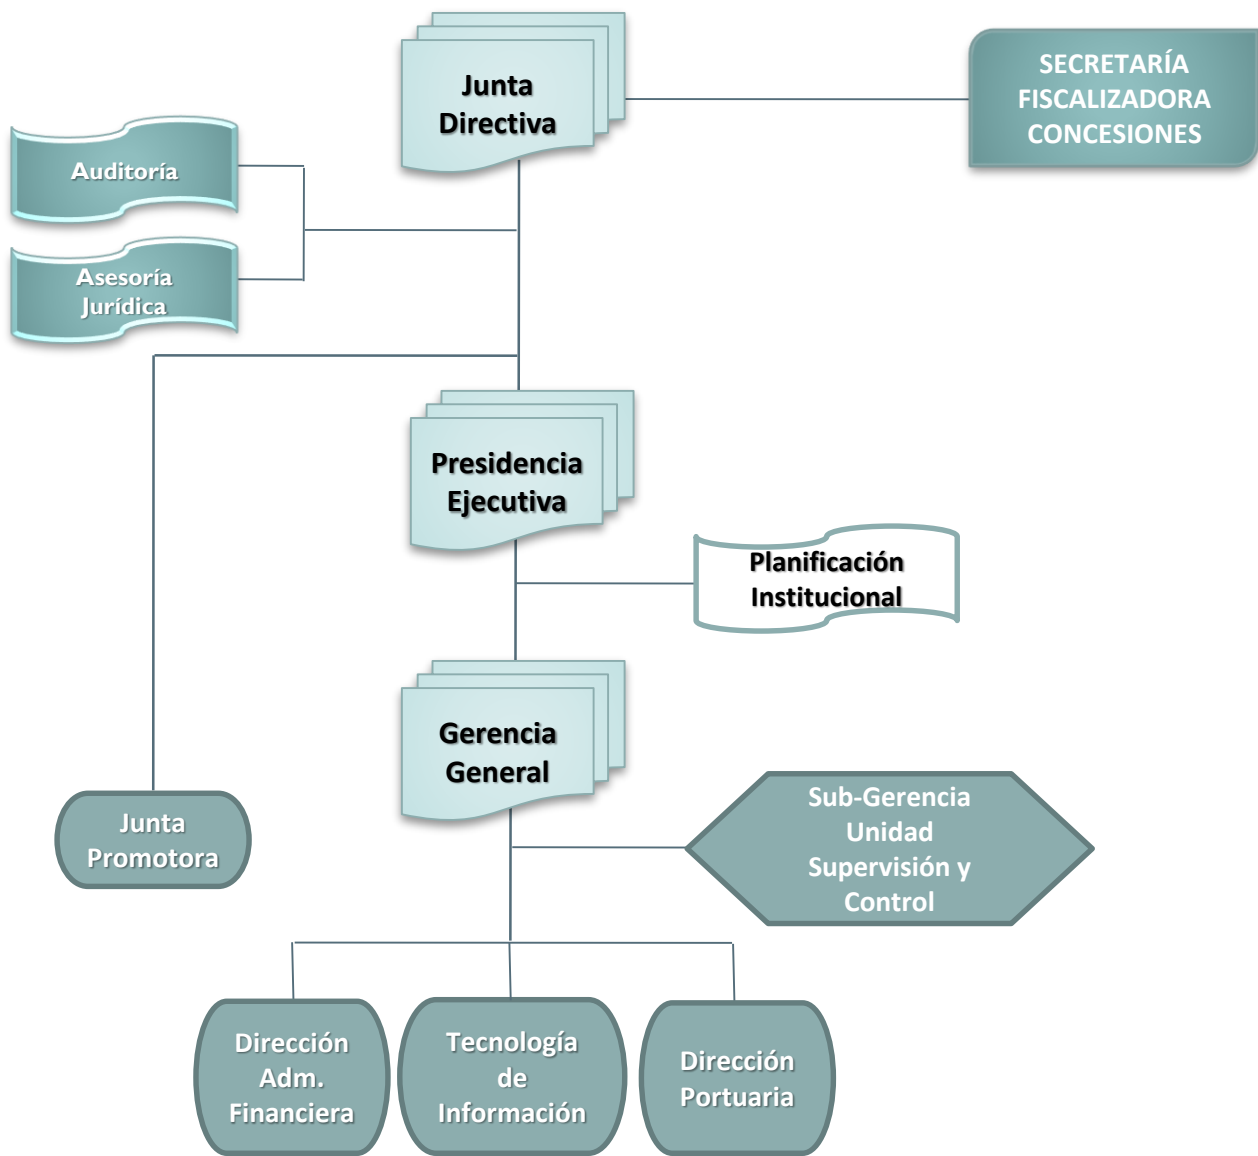 Junta
Directiva
SECRETARÍA
FISCALIZADORA
CONCESIONES
Auditoría
Asesoría
Jurídica
Presidencia
Ejecutiva
Planificación
Institucional
Gerencia
General
Sub-Gerencia
Unidad
Supervisión y
Control
Junta
Promotora
Dirección
Adm.
Financiera
Tecnología
de
Información
Dirección
Portuaria